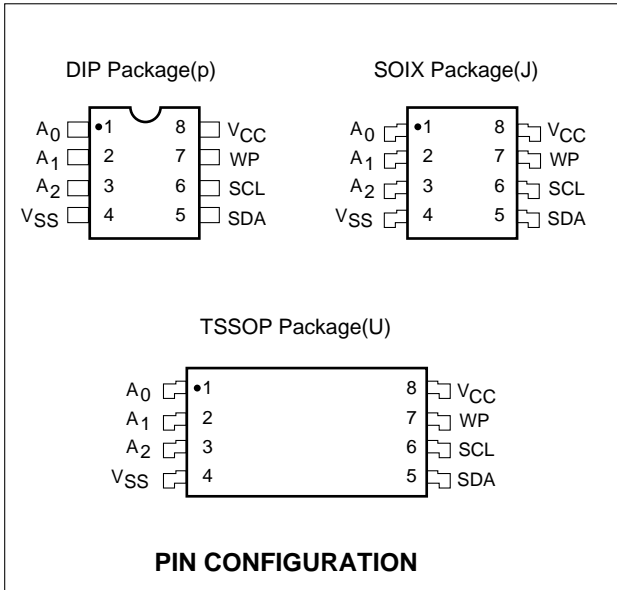 DIP Package(p)
A0 1 8 VCC
A1 2 7 WP
A2 3 6 SCL
VSS 4 5 SDA
SOIX Package(J)
A0 1 8 VCC
A1 2 7 WP
A2 3 6 SCL
VSS 4 5 SDA
TSSOP Package(U)
A0 1 8 VCC
A1 2 7 WP
A2 3 6 SCL
VSS 4 5 SDA
PIN CONFIGURATION